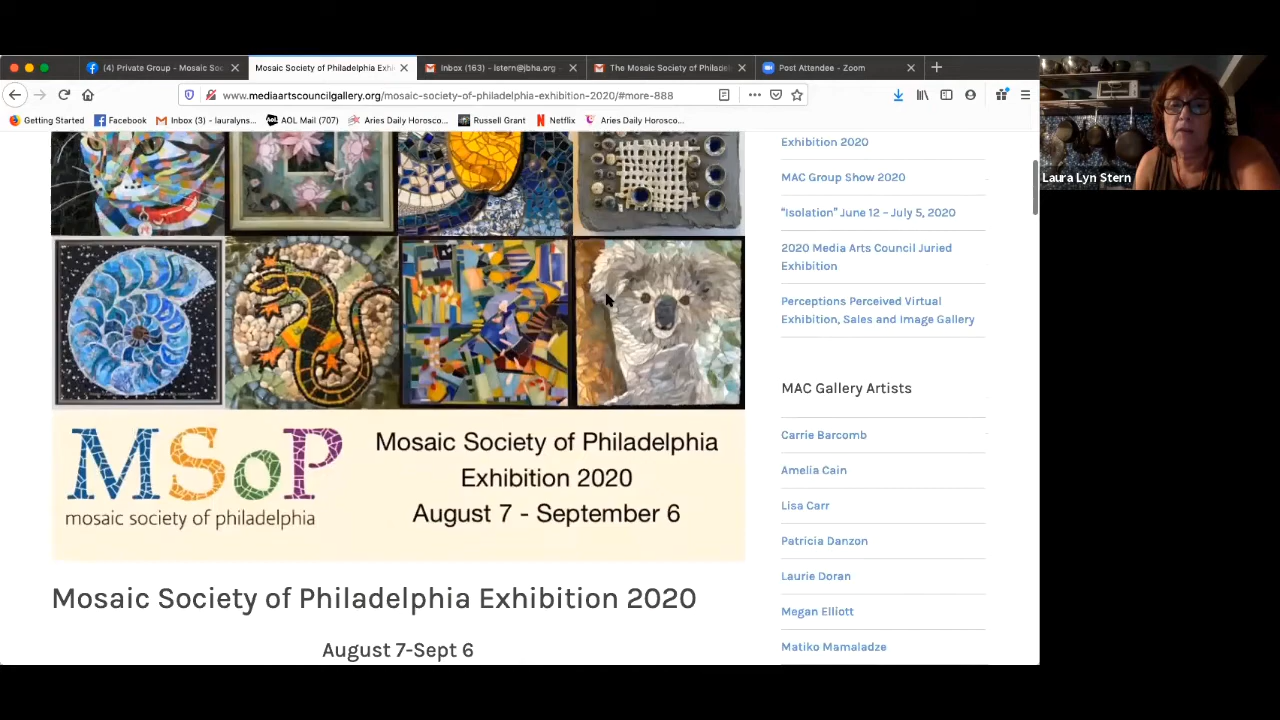 (4) Private Group - Mosaic Soc
Mosaic Society of Philadelphia Exhi
Inbox (163) - lstern@jbha.org -
The Mosaic Society of Philadel
Post Attendee - Zoom
www.mediaartscouncilgallery.org/mosaic-society-of-philadelphia-exhibition-2020/#more-888
Getting Started
Facebook
Inbox (3) - lauralyns...
AOL Mail (707)
Aries Daily Horosco...
Russell Grant
Netflix
Aries Daily Horosco...
Laura Lyn Stern
MSoP
mosaic society of philadelphia
Mosaic Society of Philadelphia
Exhibition 2020
August 7 - September 6
Mosaic Society of Philadelphia Exhibition 2020
August 7-Sept 6
Exhibition 2020
MAC Group Show 2020
“Isolation” June 12 – July 5, 2020
2020 Media Arts Council Juried
Exhibition
Perceptions Perceived Virtual
Exhibition, Sales and Image Gallery
MAC Gallery Artists
Carrie Barcomb
Amelia Cain
Lisa Carr
Patricia Danzon
Laurie Doran
Megan Elliott
Matiko Mamaladze